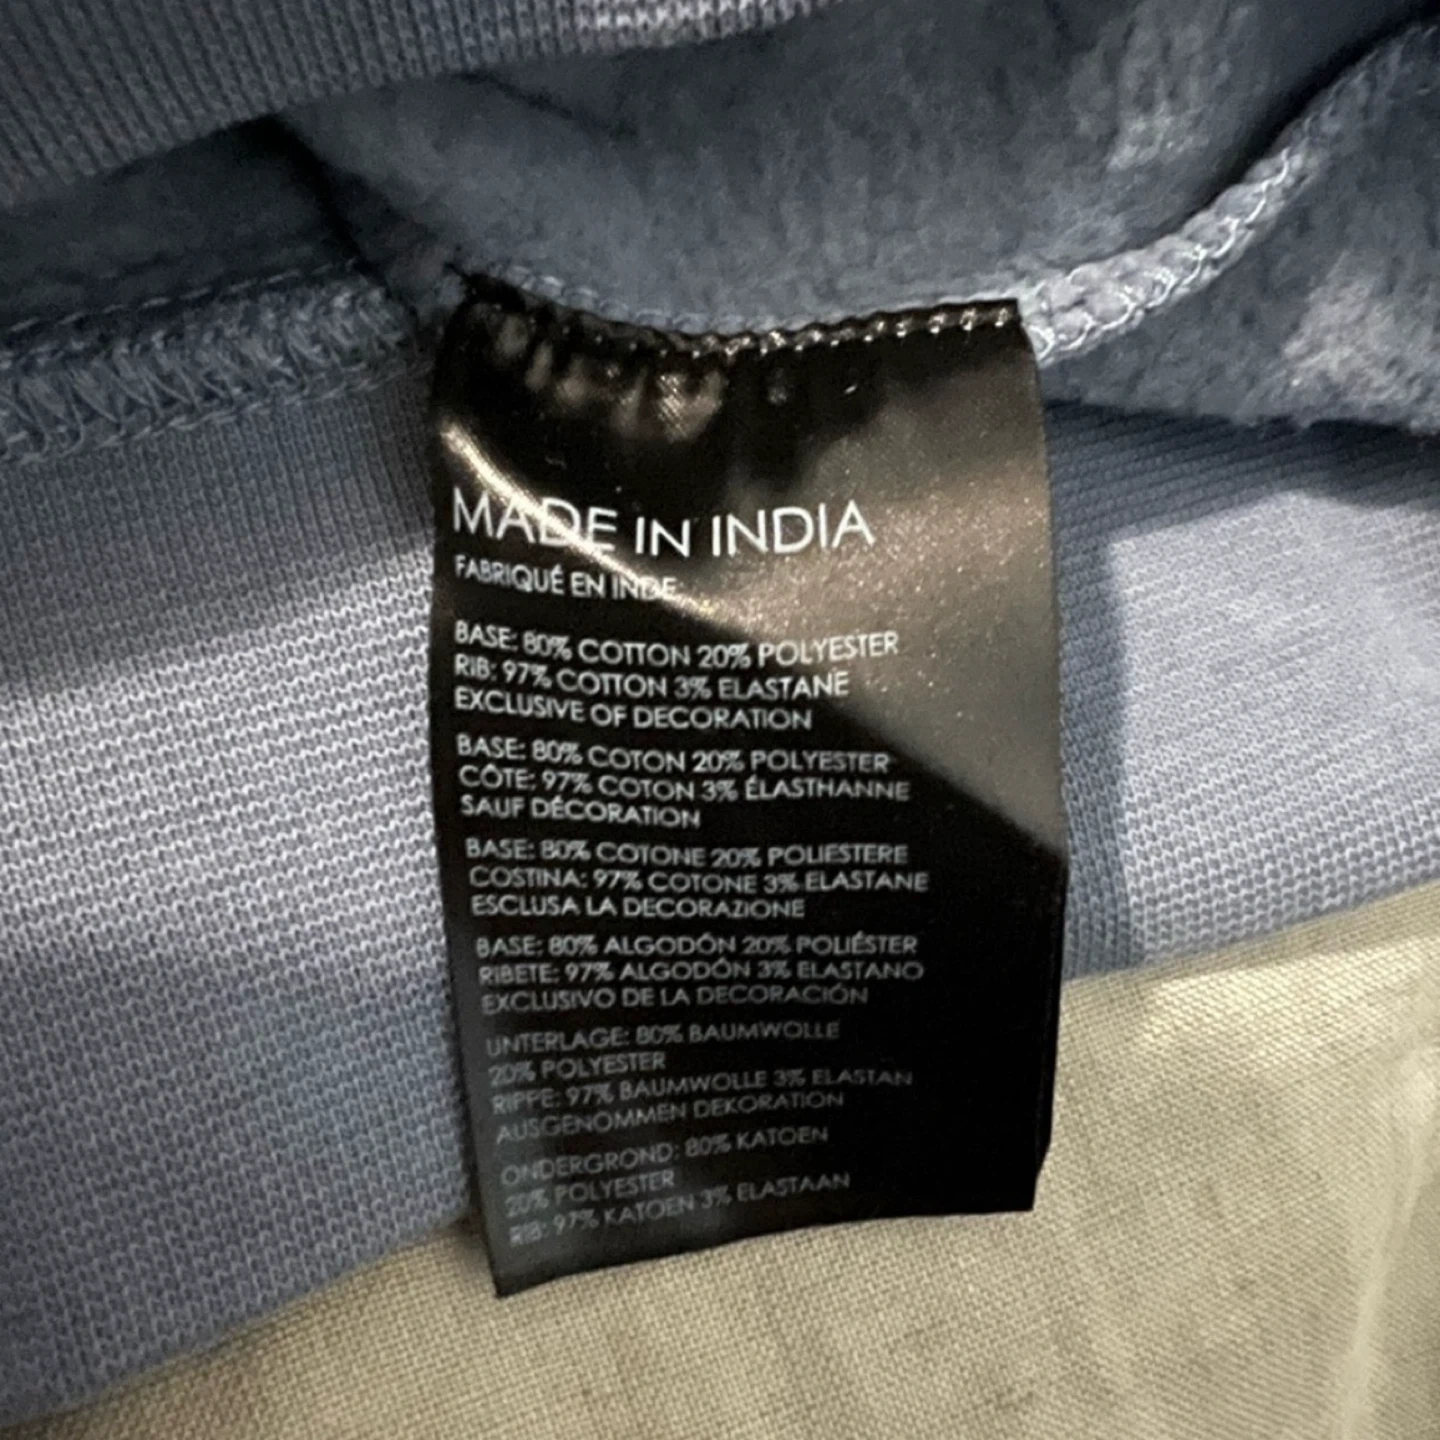 MADE IN INDIA
FABRIQUÉ EN INDE
BASE: 80% COTTON 20% POLYESTER
RIB: 97% COTTON 3% ELASTANE
EXCLUSIVE OF DECORATION
BASE: 80% COTON 20% POLYESTER
CÔTE: 97% COTON 3% ÉLASTHANNE
SAUF DÉCORATION
BASE: 80% COTONE 20% POLIESTERE
COSTINA: 97% COTONE 3% ELASTANE
ESCLUSA LA DECORAZIONE
BASE: 80% ALGODÓN 20% POLIÉSTER
RIBETE: 97% ALGODÓN 3% ELASTANO
EXCLUSIVO DE LA DECORACIÓN
UNTERLAGE: 80% BAUMWOLLE
20% POLYESTER
RIPPE: 97% BAUMWOLLE 3% ELASTAN
AUSGENOMMEN DEKORATION
ONDERGROND: 80% KATOEN
20% POLYESTER
RIB: 97% KATOEN 3% ELASTAAN